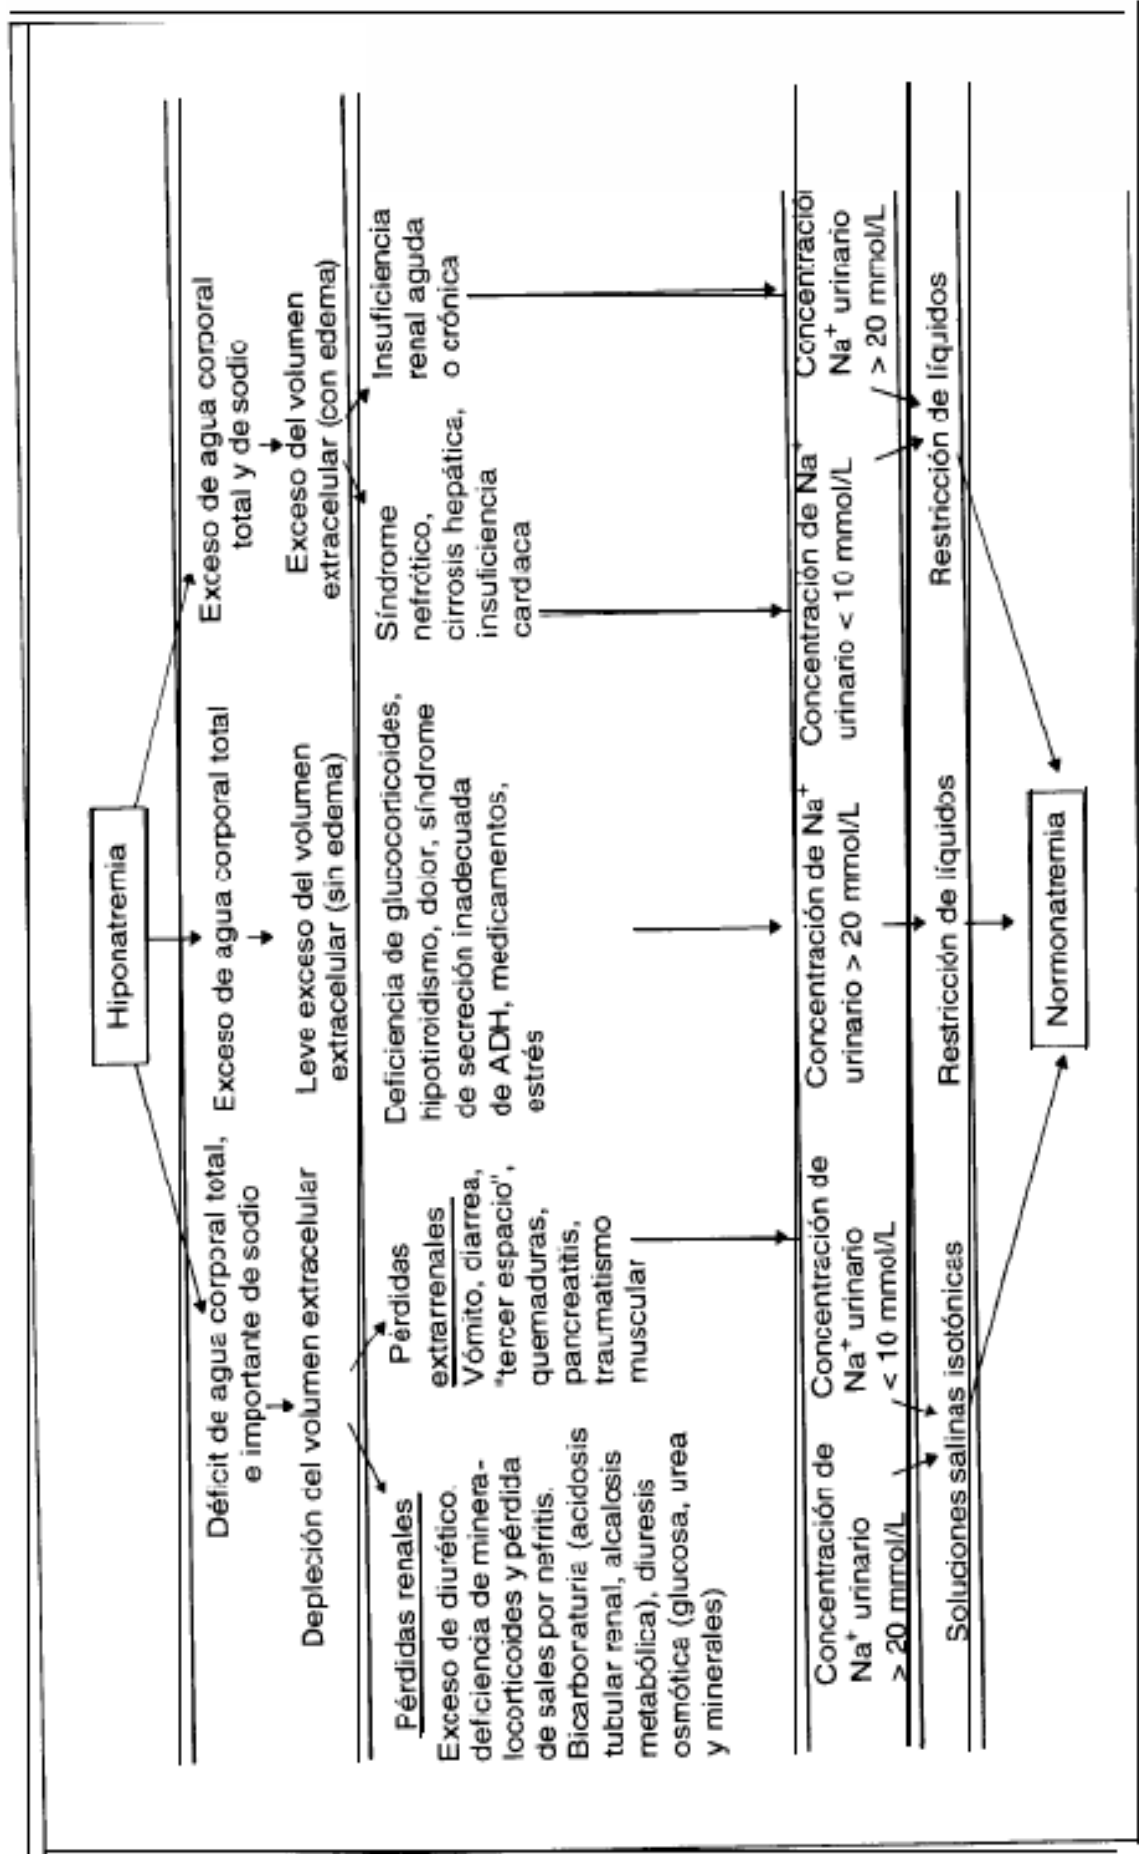 Hiponatremia
Déficit de agua corporal total,
e importante de sodio
Exceso de agua corporal total
Exceso de agua corporal
total y de sodio
Depleción del volumen extracelular
Leve exceso del volumen
extracelular (sin edema)
Exceso del volumen
extracelular (con edema)
Pérdidas renales
Exceso de diurético.
deficiencia de minera-
locorticoides y pérdida
de sales por nefritis.
Bicarboraturia (acidosis
tubular renal, alcalosis
metabólica), diuresis
osmótica (glucosa, urea
y minerales)
Pérdidas
extrarrenales
Vómito, diarrea,
"tercer espacio",
quemaduras,
pancreatitis,
traumatismo
muscular
Deficiencia de glucocorticoides,
hipotiroidismo, dolor, síndrome
de secreción inadecuada
de ADH, medicamentos,
estrés
Síndrome
nefrótico,
cirrosis hepática,
insuficiencia
cardaca
Insuficiencia
renal aguda
o crónica
Concentración de
Na⁺ urinario
> 20 mmol/L
Concentración de
Na⁺ urinario
< 10 mmol/L
Concentración de Na⁺
urinario > 20 mmol/L
Concentración de Na⁺
urinario < 10 mmol/L
Concentració
Na⁺ urinario
> 20 mmol/L
Soluciones salinas isotónicas
Restricción de líquidos
Restricción de líquidos
Normonatremia